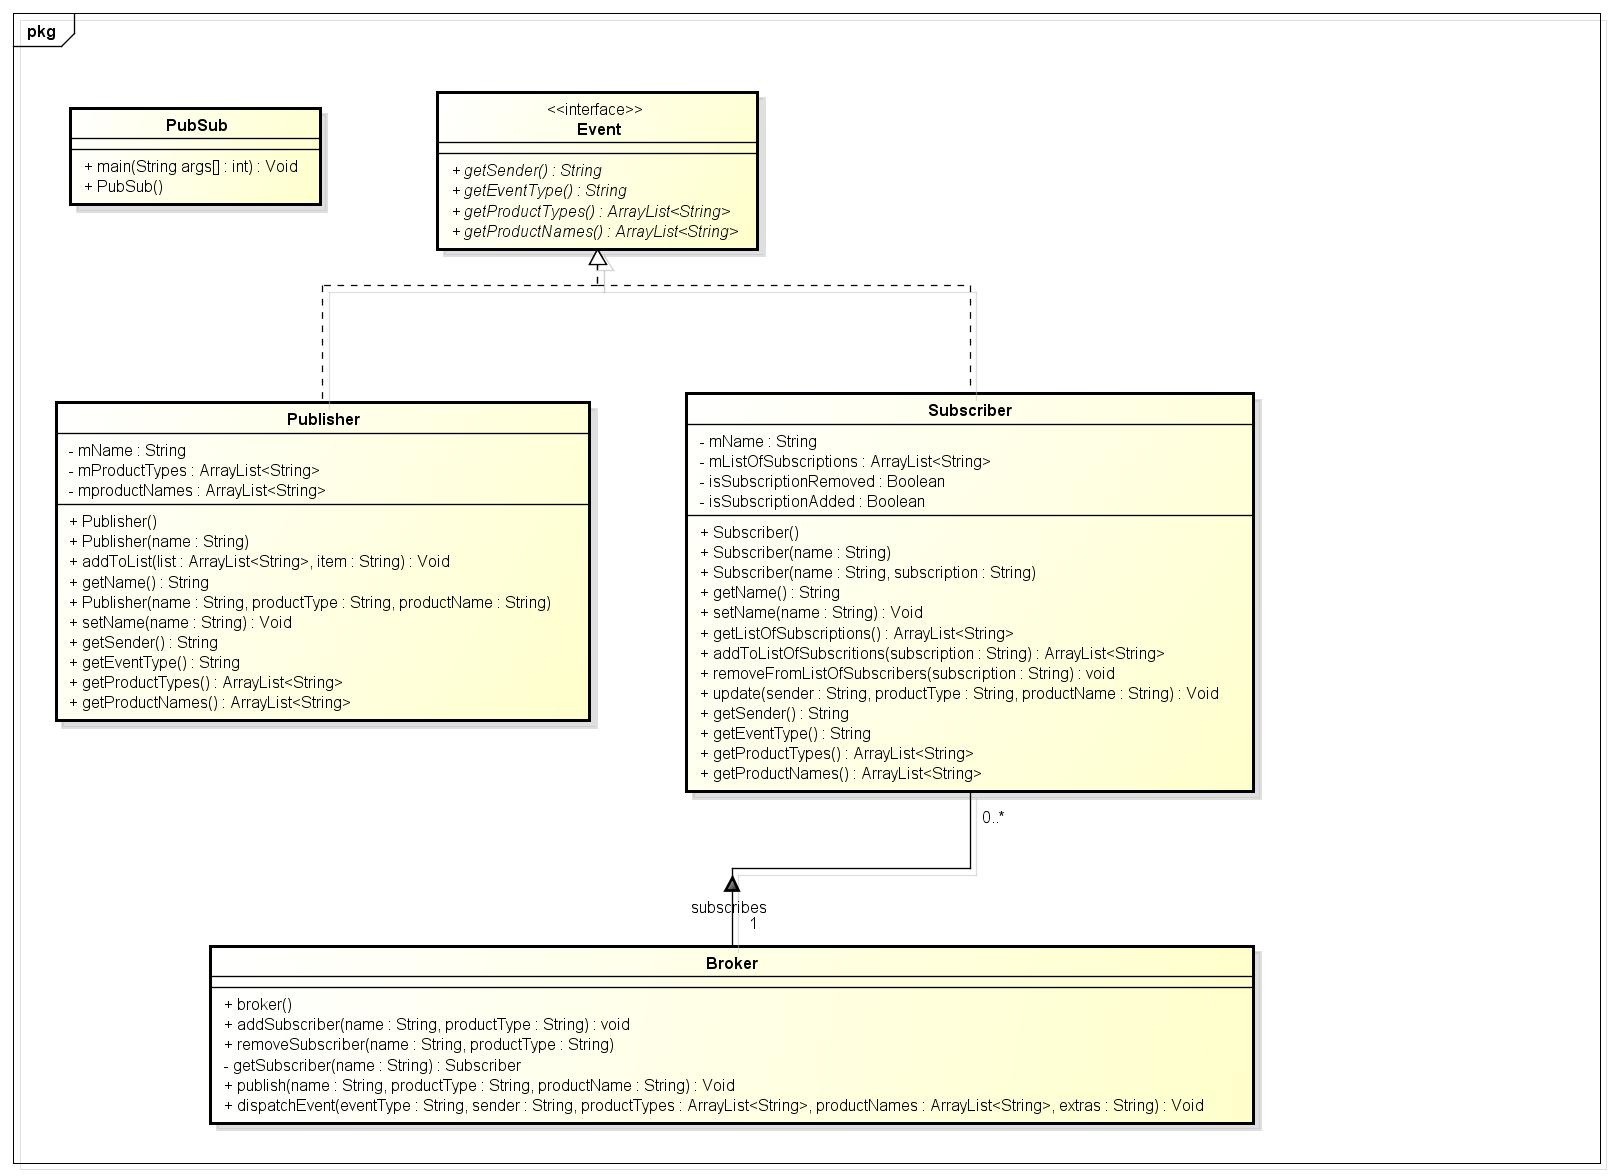 pkg
PubSub
+ main(String args[] : int) : Void
+ PubSub()
<<interface>>
Event
+ getSender() : String
+ getEventType() : String
+ getProductTypes() : ArrayList<String>
+ getProductNames() : ArrayList<String>
Publisher
- mName : String
- mProductTypes : ArrayList<String>
- mproductNames : ArrayList<String>
+ Publisher()
+ Publisher(name : String)
+ addToList(list : ArrayList<String>, item : String) : Void
+ getName() : String
+ Publisher(name : String, productType : String, productName : String)
+ setName(name : String) : Void
+ getSender() : String
+ getEventType() : String
+ getProductTypes() : ArrayList<String>
+ getProductNames() : ArrayList<String>
Subscriber
- mName : String
- mListOfSubscriptions : ArrayList<String>
- isSubscriptionRemoved : Boolean
- isSubscriptionAdded : Boolean
+ Subscriber()
+ Subscriber(name : String)
+ Subscriber(name : String, subscription : String)
+ getName() : String
+ setName(name : String) : Void
+ getListOfSubscriptions() : ArrayList<String>
+ addToListOfSubscritions(subscription : String) : ArrayList<String>
+ removeFromListOfSubscribers(subscription : String) : void
+ update(sender : String, productType : String, productName : String) : Void
+ getSender() : String
+ getEventType() : String
+ getProductTypes() : ArrayList<String>
+ getProductNames() : ArrayList<String>
0..*
subscribes
1
Broker
+ broker()
+ addSubscriber(name : String, productType : String) : void
+ removeSubscriber(name : String, productType : String)
- getSubscriber(name : String) : Subscriber
+ publish(name : String, productType : String, productName : String) : Void
+ dispatchEvent(eventType : String, sender : String, productTypes : ArrayList<String>, productNames : ArrayList<String>, extras : String) : Void